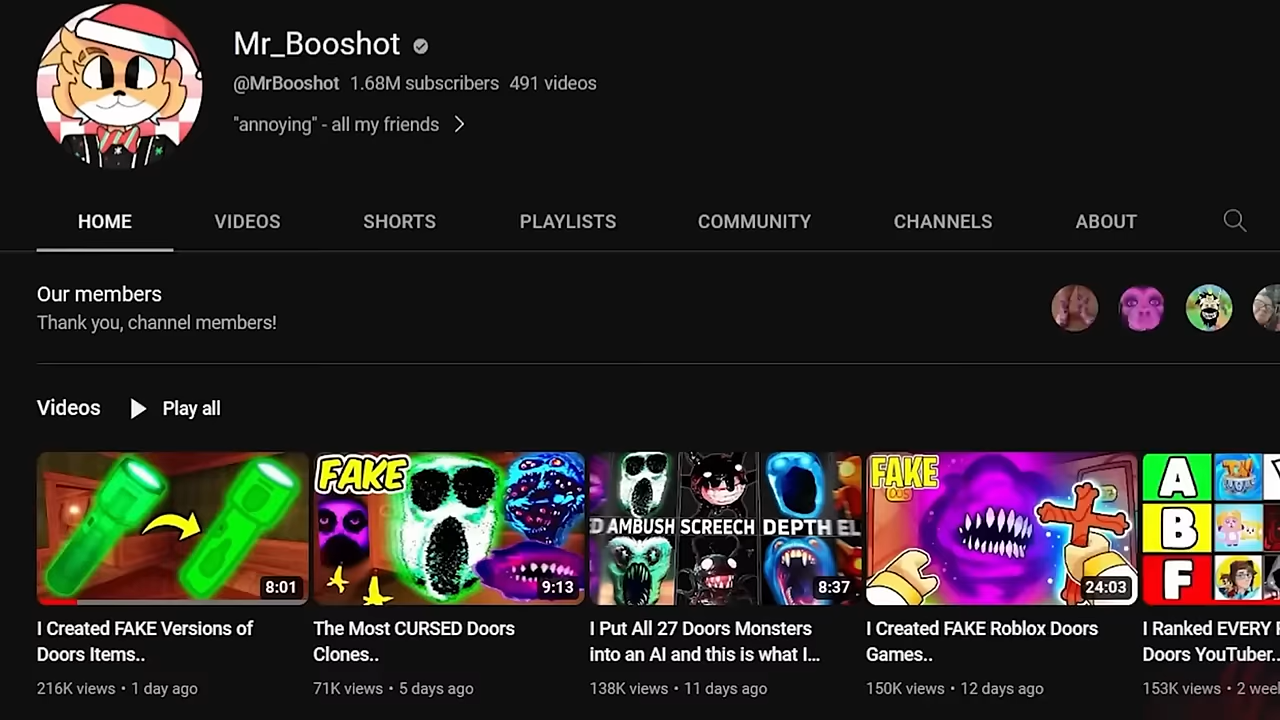 Mr_Booshot
@MrBooshot 1.68M subscribers 491 videos
"annoying" - all my friends
HOME VIDEOS SHORTS PLAYLISTS COMMUNITY CHANNELS ABOUT
Our members
Thank you, channel members!
Videos Play all
8:01
FAKE
9:13
D AMBUSH SCREECH DEPTH EL
8:37
FAKE
24:03
A
B
F
I Created FAKE Versions of
Doors Items..
216K views • 1 day ago
The Most CURSED Doors
Clones..
71K views • 5 days ago
I Put All 27 Doors Monsters
into an AI and this is what I...
138K views • 11 days ago
I Created FAKE Roblox Doors
Games..
150K views • 12 days ago
I Ranked EVERY
Doors YouTuber..
153K views • 2 wee